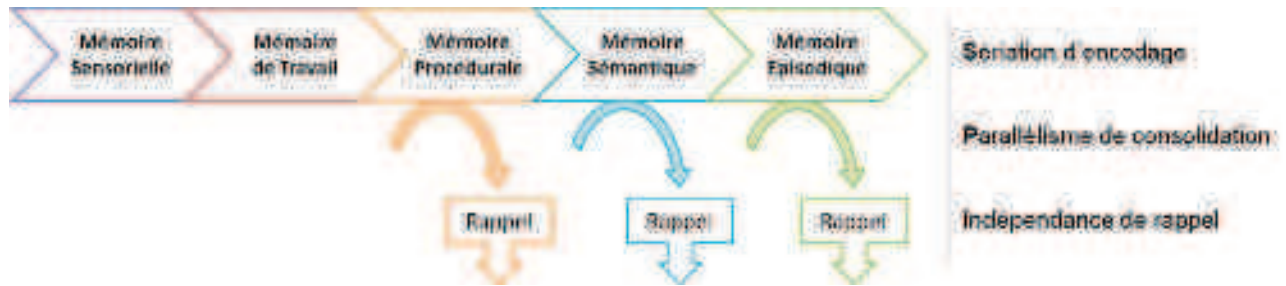 Mémoire
Sensorielle
Mémoire
de Travail
Mémoire
Procédurale
Mémoire
Sémantique
Mémoire
Episodique
Sériation d'encodage
Parallélisme de consolidation
Rappel
Rappel
Rappel
Indépendance de rappel